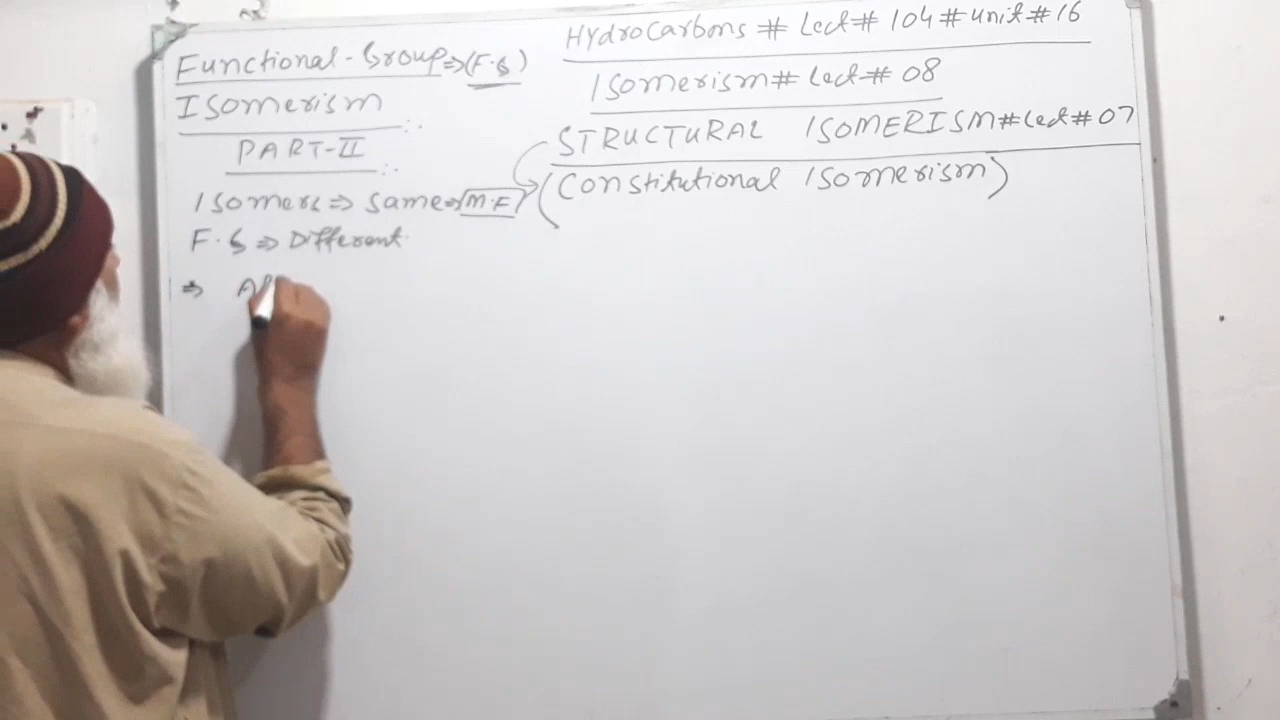 Functional-Group⇒(F.G)
Isomerism
PART-II
Isomers ⇒ same⇒ M.F
F.G ⇒ Different.
⇒
HydroCarbons # Lect# 104 # Unit # 16
Isomerism# Lect# 08
STRUCTURAL ISOMERISM#Lect#07
(Constitutional Isomerism)